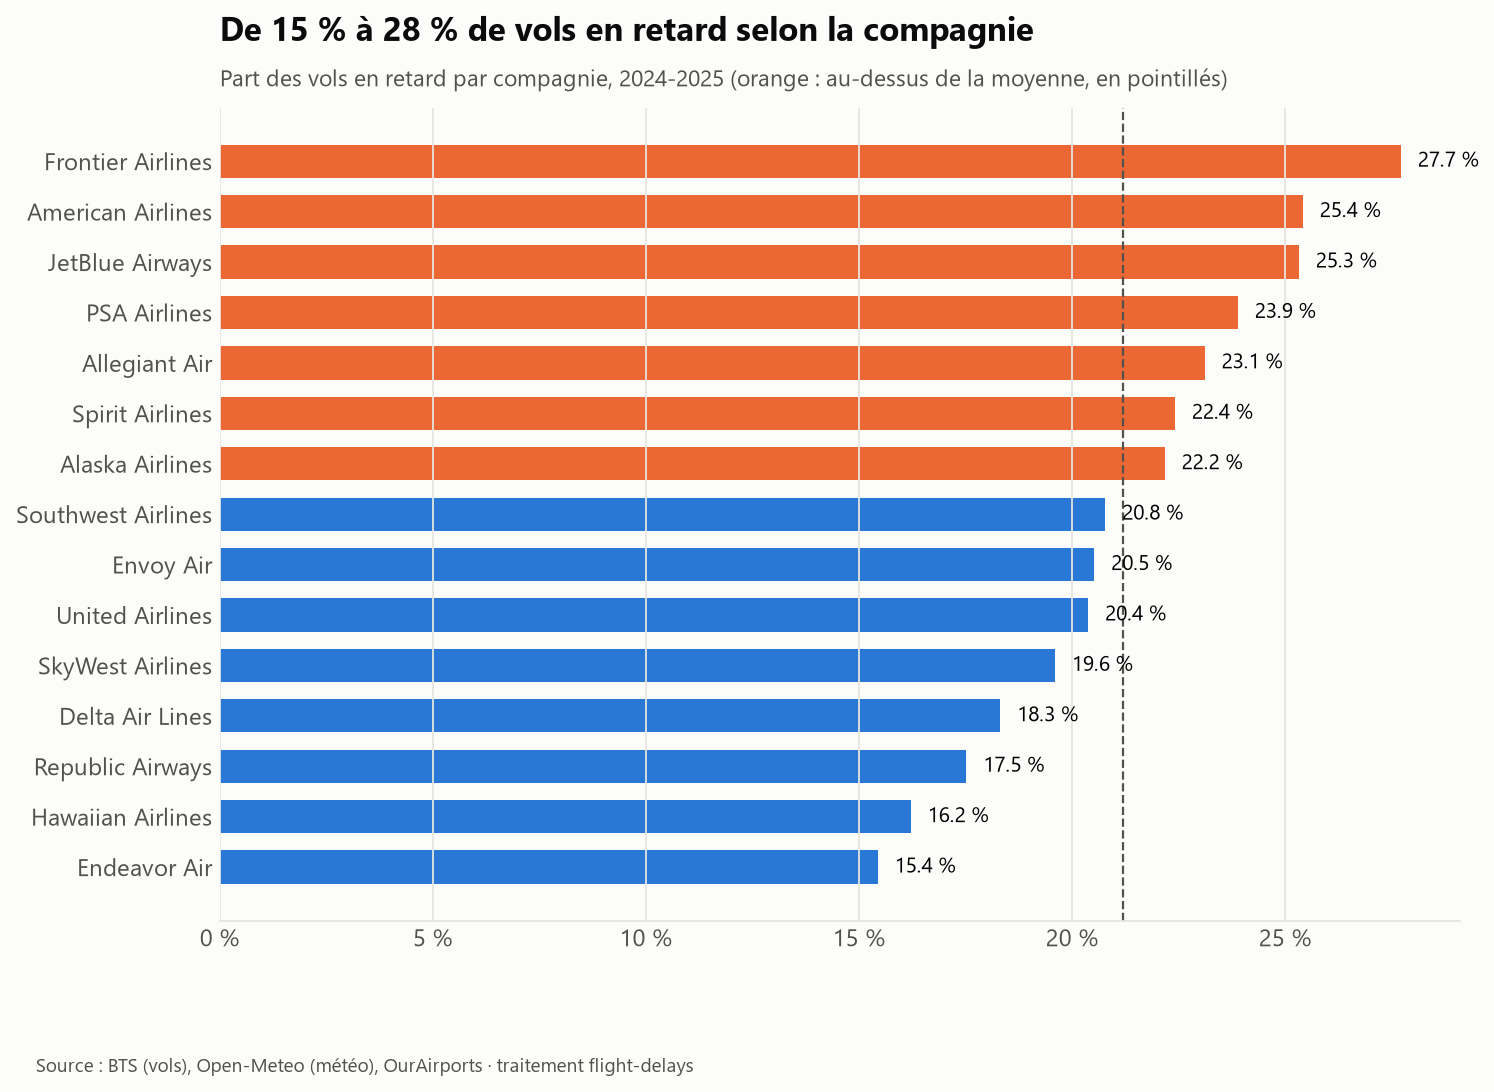 De 15 % à 28 % de vols en retard selon la compagnie
Part des vols en retard par compagnie, 2024-2025 (orange : au-dessus de la moyenne, en pointillés)
Frontier Airlines 27.7 %
American Airlines 25.4 %
JetBlue Airways 25.3 %
PSA Airlines 23.9 %
Allegiant Air 23.1 %
Spirit Airlines 22.4 %
Alaska Airlines 22.2 %
Southwest Airlines 20.8 %
Envoy Air 20.5 %
United Airlines 20.4 %
SkyWest Airlines 19.6 %
Delta Air Lines 18.3 %
Republic Airways 17.5 %
Hawaiian Airlines 16.2 %
Endeavor Air 15.4 %
0 % 5 % 10 % 15 % 20 % 25 %
Source : BTS (vols), Open-Meteo (météo), OurAirports · traitement flight-delays